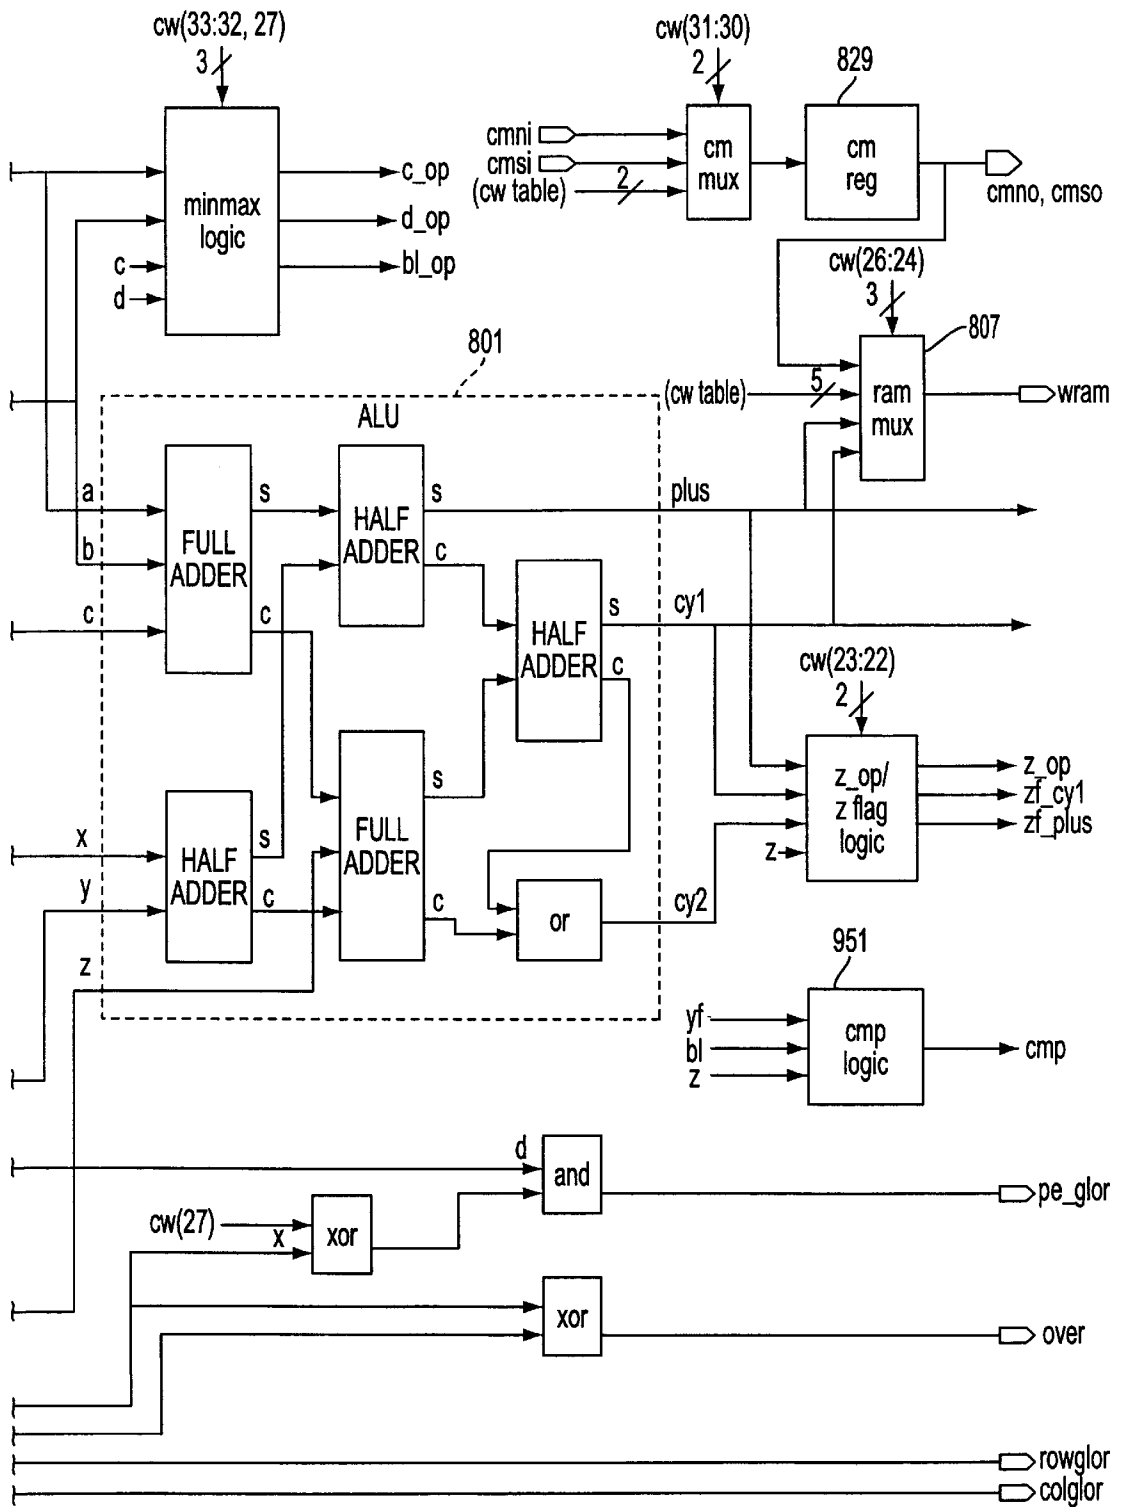 cw(33:32, 27)
3
minmax
logic
c
d
c_op
d_op
bl_op
cw(31:30)
2
cmni
cmsi
(cw table)
2
cm
mux
829
cm
reg
cmno, cmso
cw(26:24)
3
807
(cw table)
5
ram
mux
wram
801
ALU
a
b
c
FULL
ADDER
s
c
HALF
ADDER
s
c
plus
HALF
ADDER
s
c
cy1
x
y
z
HALF
ADDER
s
c
FULL
ADDER
s
c
or
cy2
cw(23:22)
2
z_op/
z flag
logic
z
z_op
zf_cy1
zf_plus
951
yf
bl
z
cmp
logic
cmp
d
and
pe_glor
cw(27)
x
xor
xor
over
rowglor
colglor